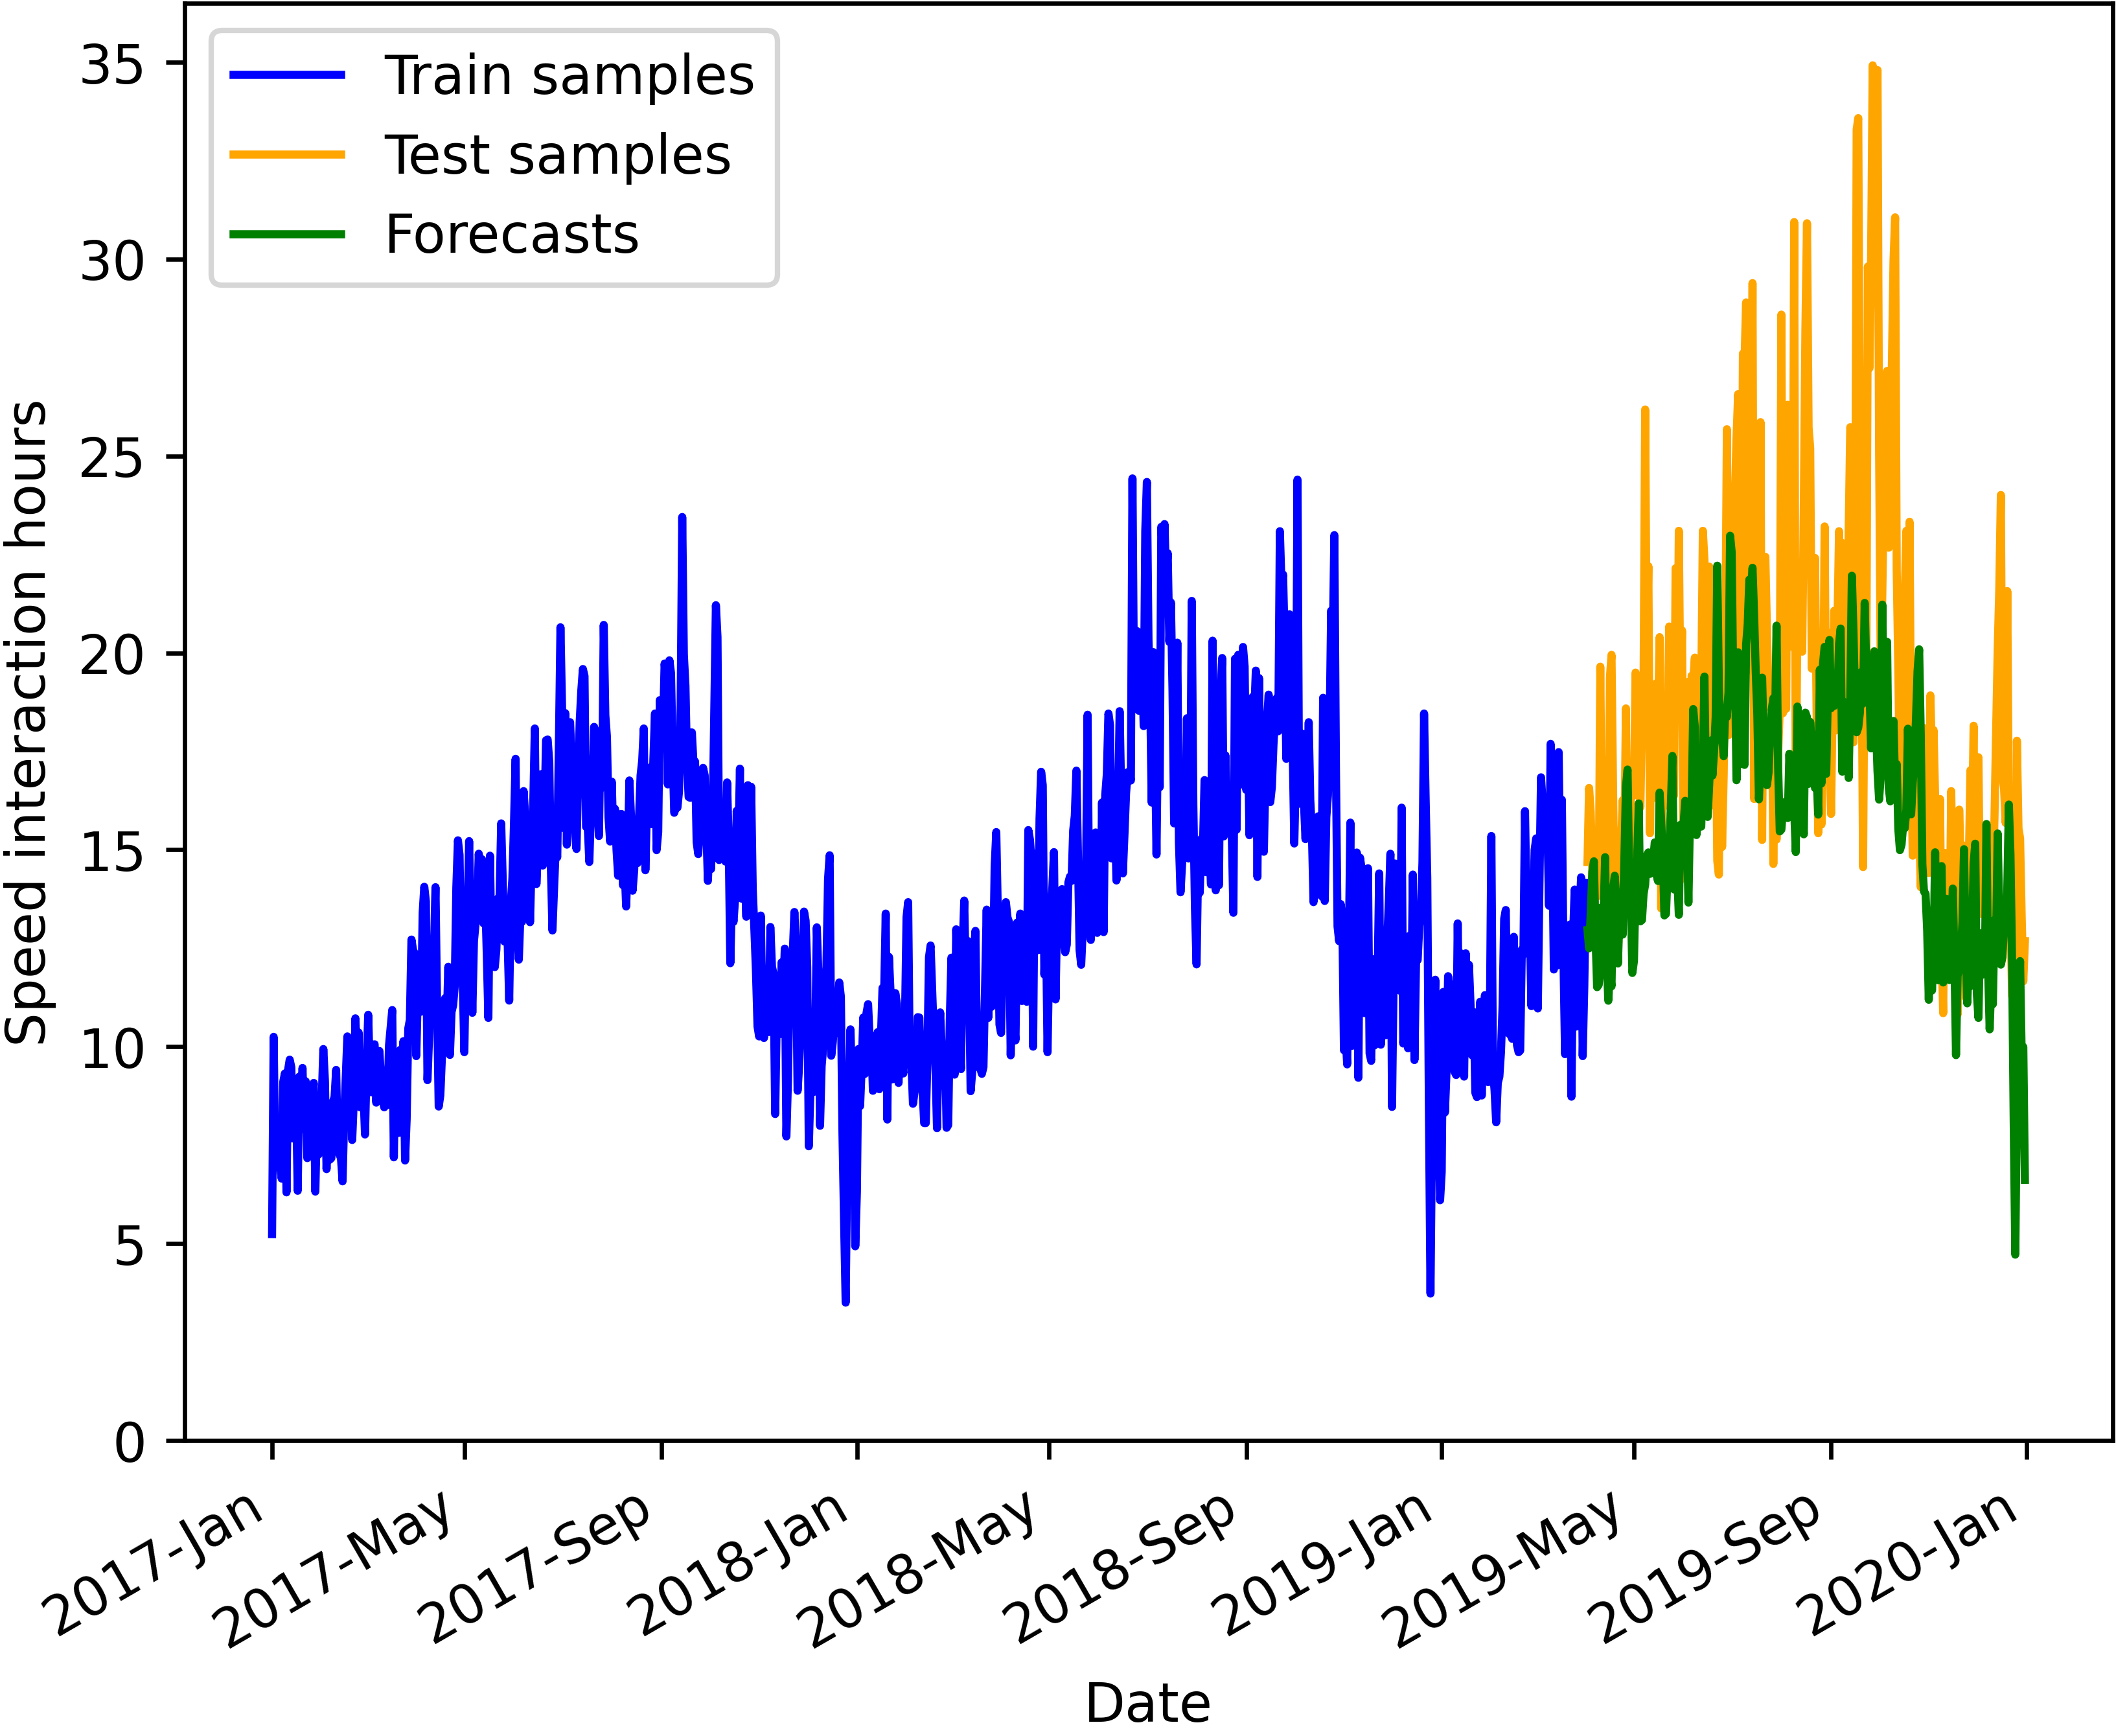 Train samples
Test samples
Forecasts
35
30
25
20
15
10
5
0
Speed interaction hours
2017-Jan
2017-May
2017-Sep
2018-Jan
2018-May
2018-Sep
2019-Jan
2019-May
2019-Sep
2020-Jan
Date